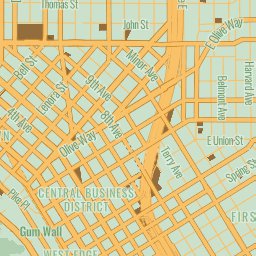 Thomas St
John St
E Olive Way
Bell St
Minor Ave
9th Ave
Lenora St
Harvard Ave
Belmont Ave
4th Ave
8th Ave
Olive Way
E Union St
Terry Ave
Spring St
Pike Pl
CENTRAL BUSINESS
DISTRICT
FIRS
Gum Wall
WEST EDGE